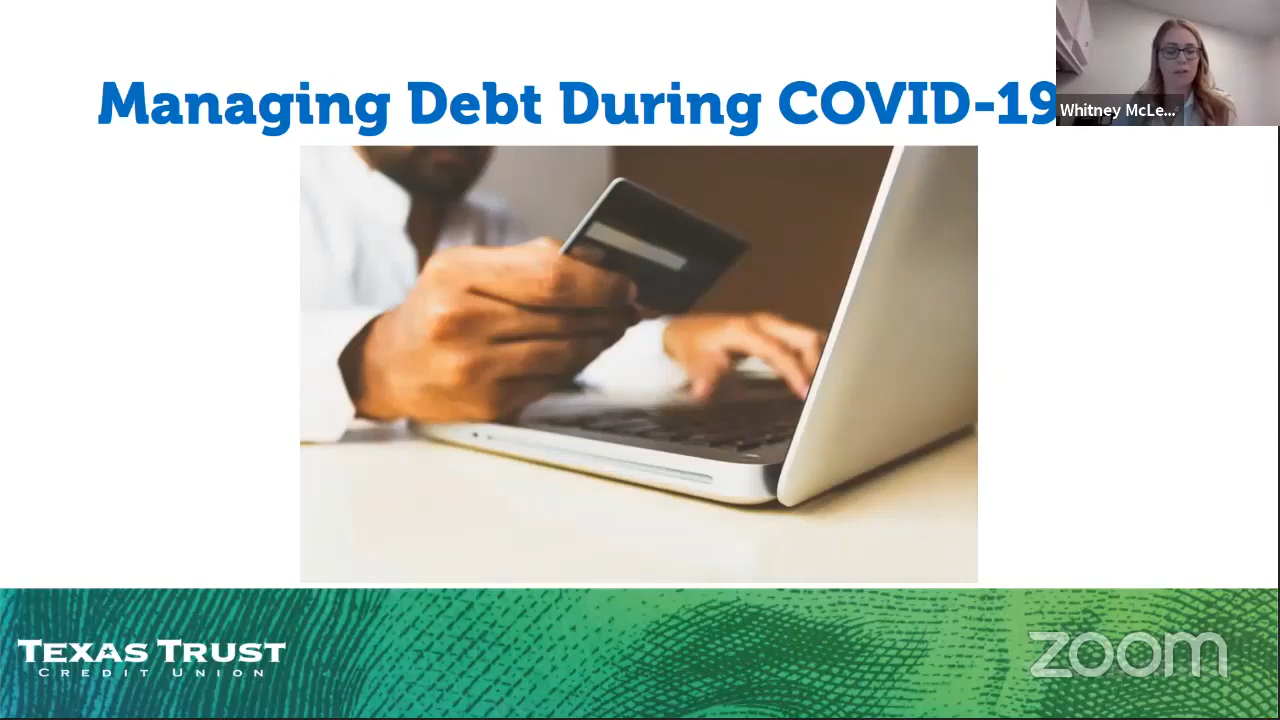 Managing Debt During COVID-19
Whitney McLe...
TEXAS TRUST
CREDIT UNION
zoom